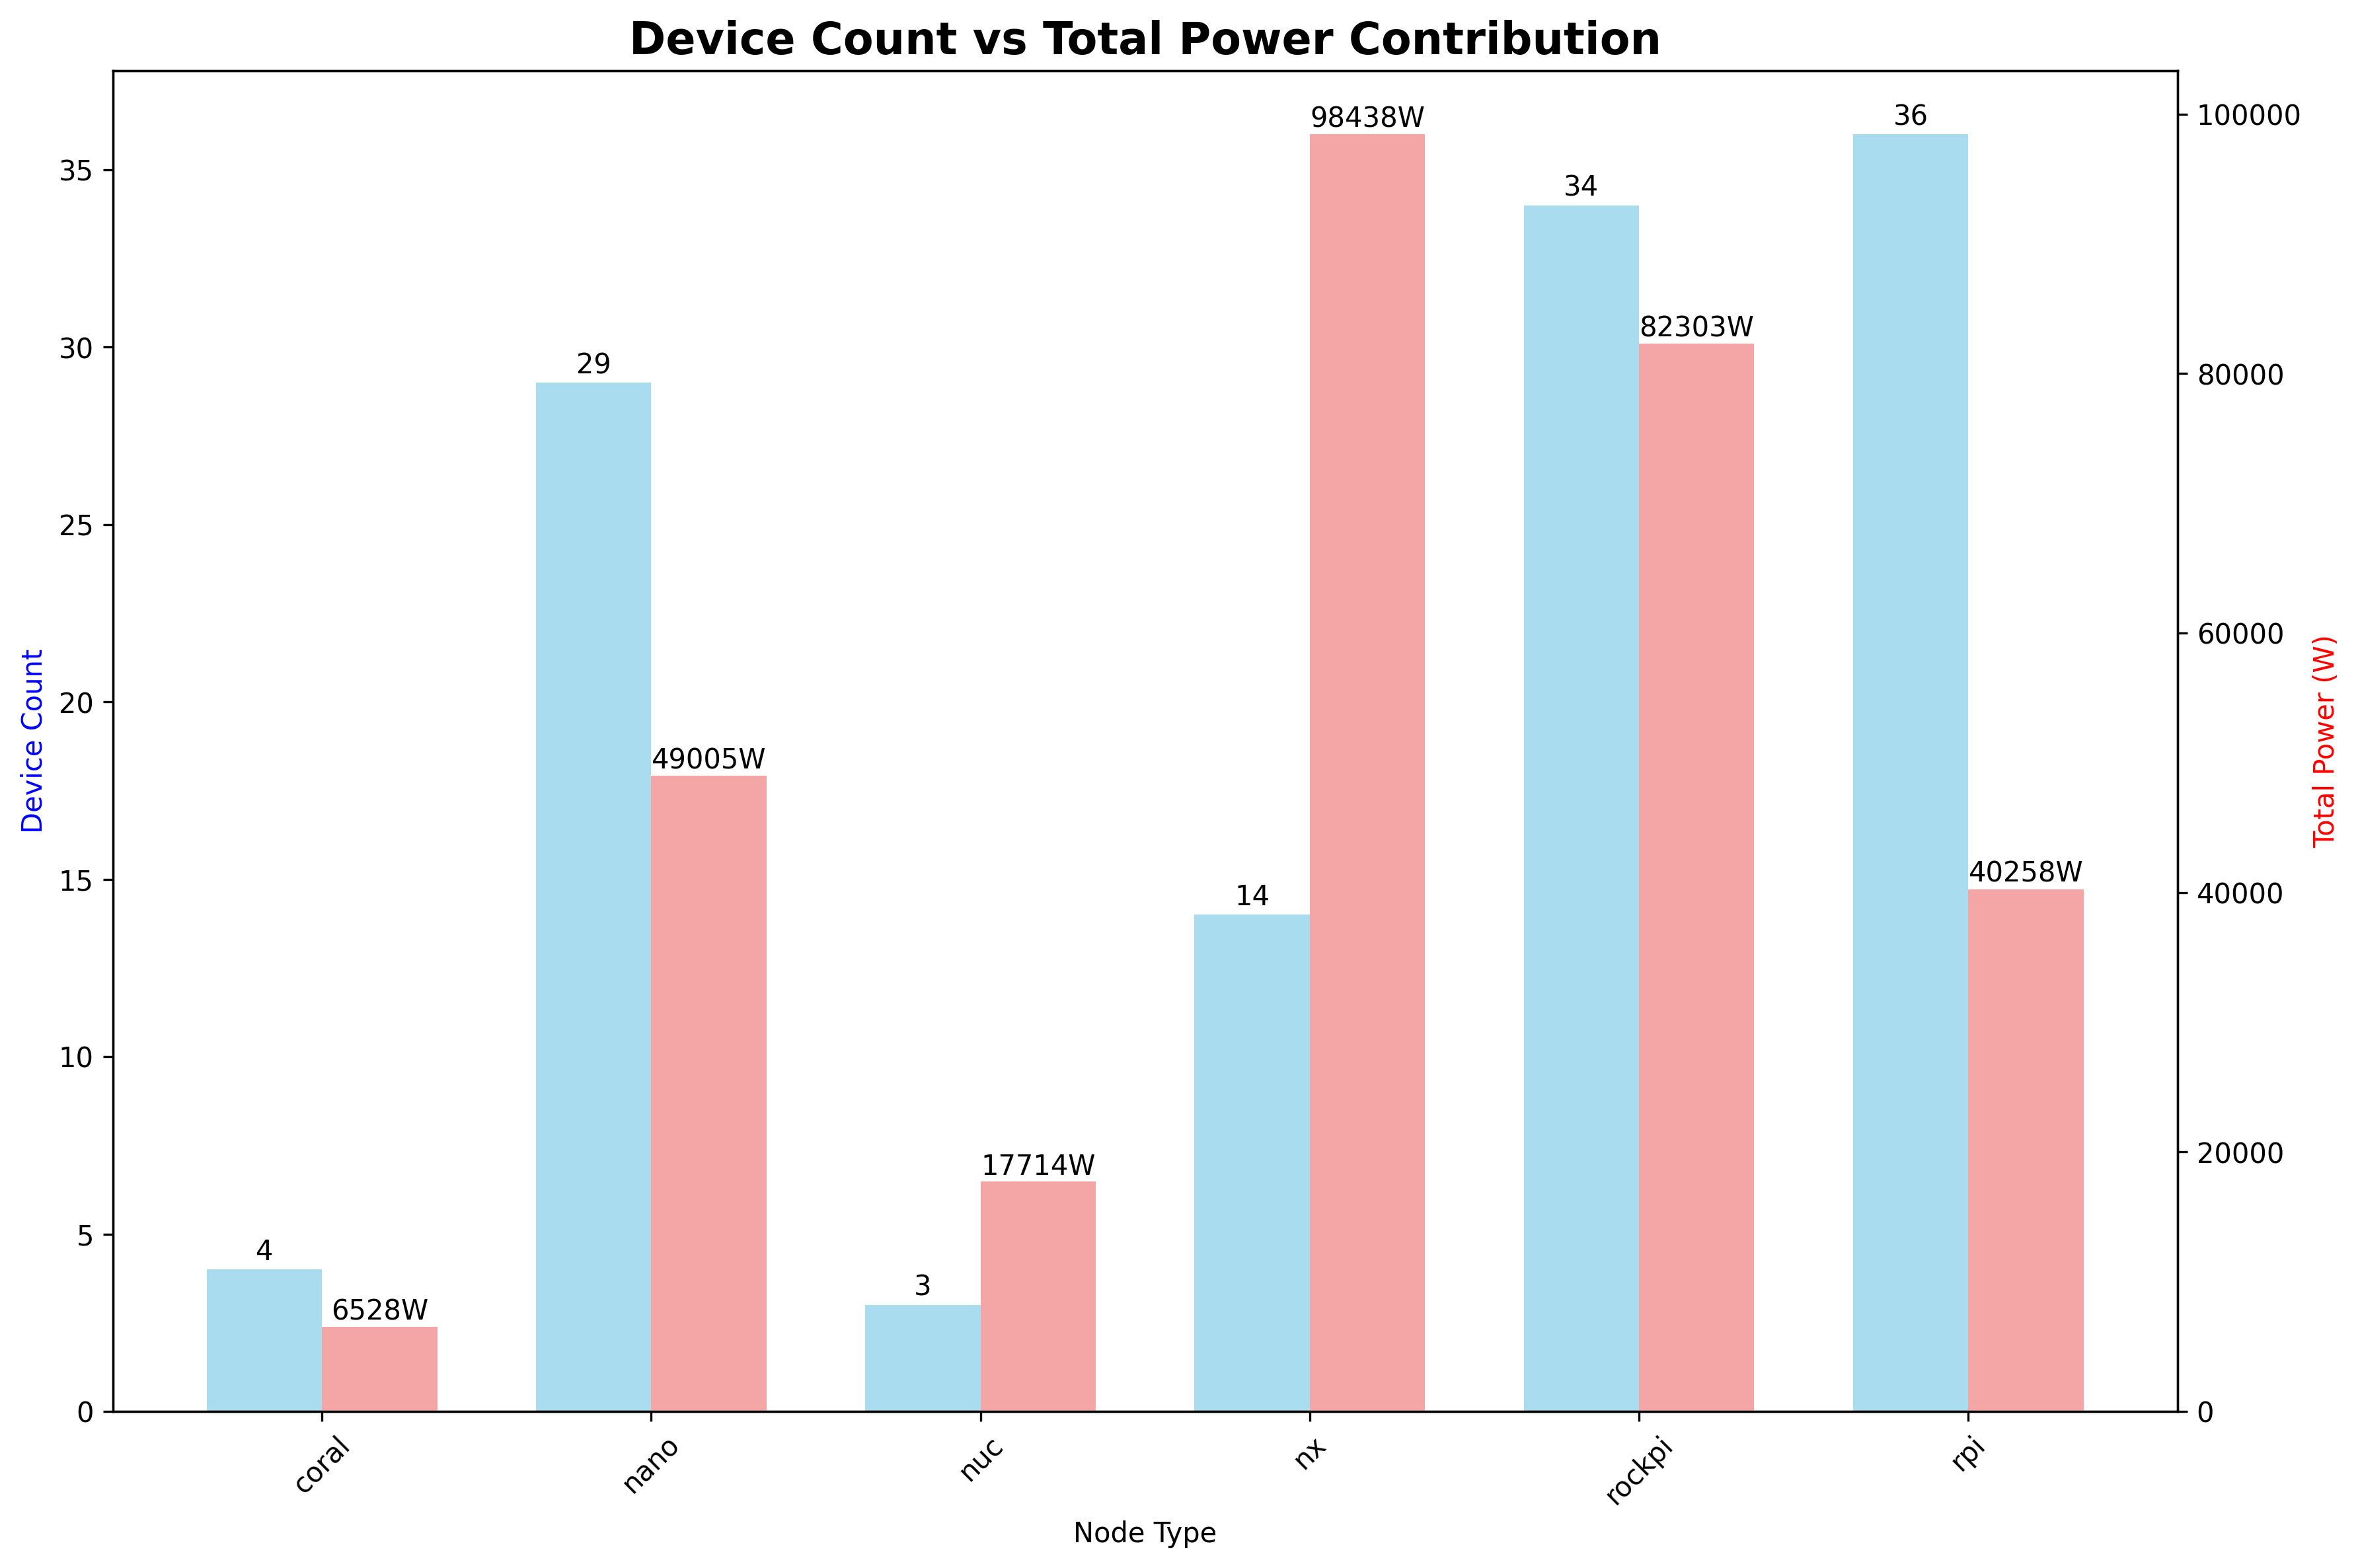 Device Count vs Total Power Contribution
Device Count
35
30
25
20
15
10
5
0
4
6528W
29
49005W
3
17714W
14
98438W
34
82303W
36
40258W
100000
80000
60000
40000
20000
0
Total Power (W)
coral
nano
nuc
nx
rockpi
rpi
Node Type